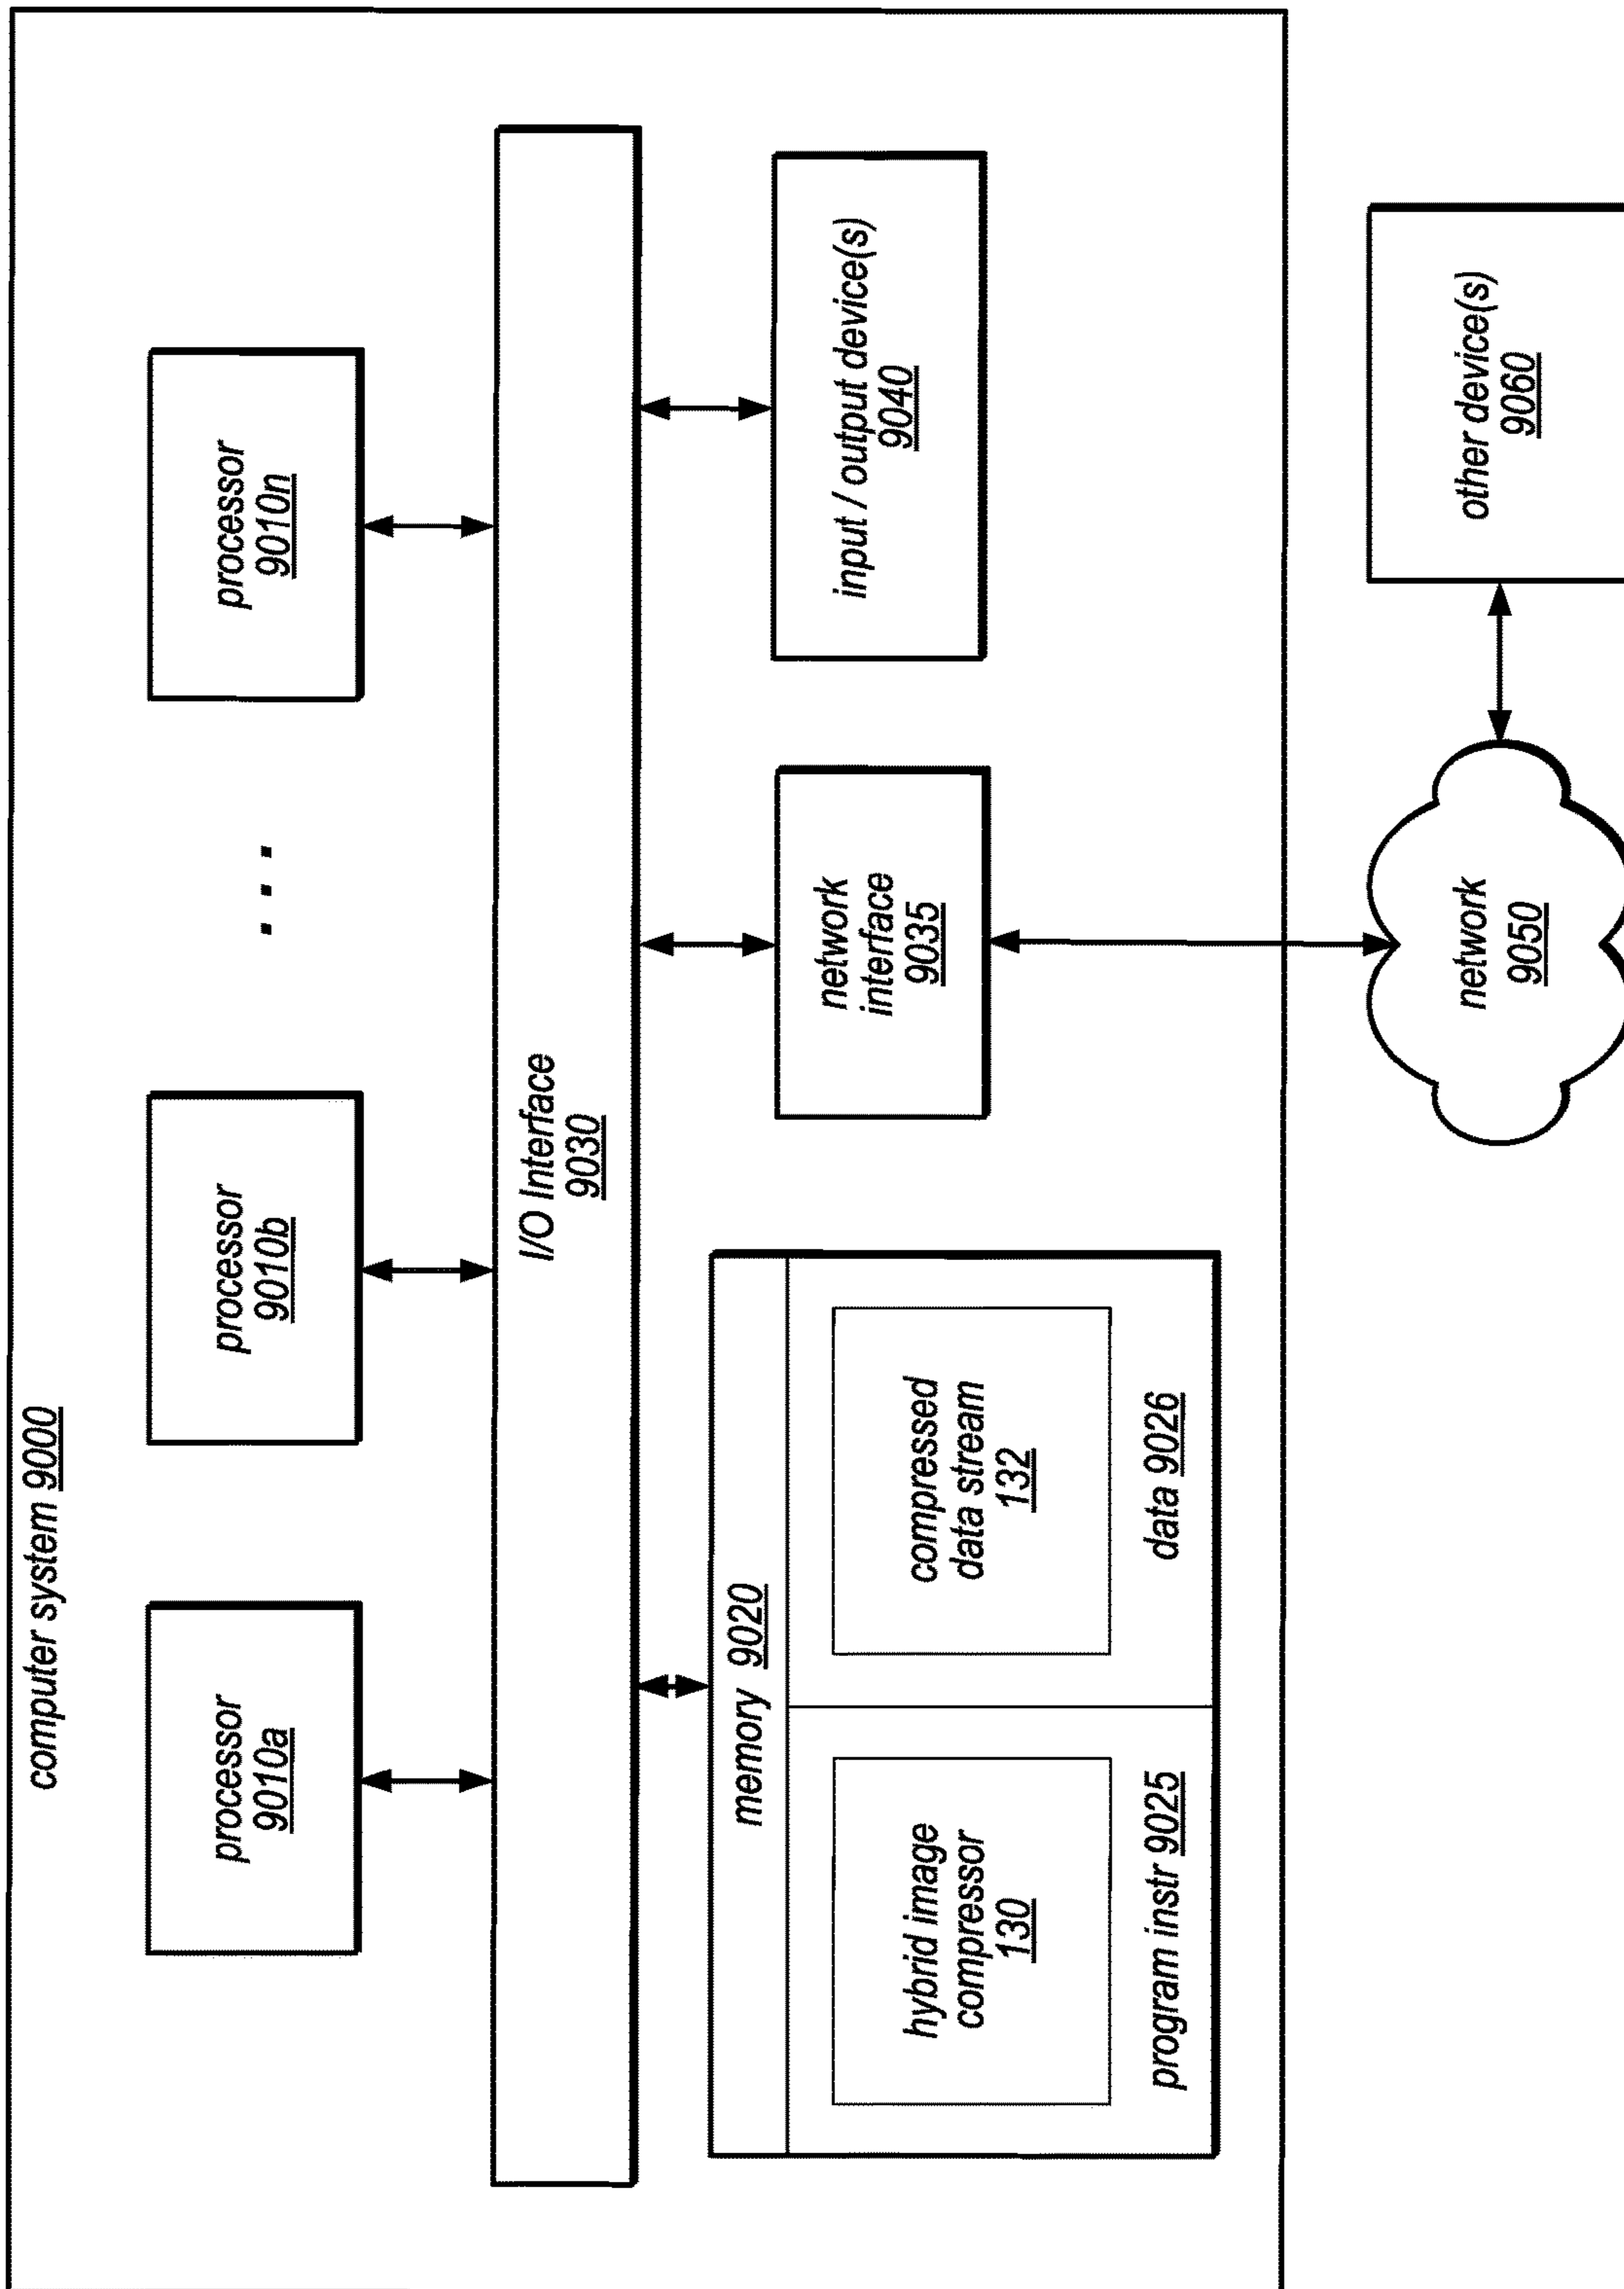 computer system 9000
processor
9010a
processor
9010b
. . .
processor
9010n
I/O Interface
9030
memory 9020
hybrid image
compressor
130
program instr 9025
compressed
data stream
132
data 9026
network
interface
9035
input / output device(s)
9040
network
9050
other device(s)
9060